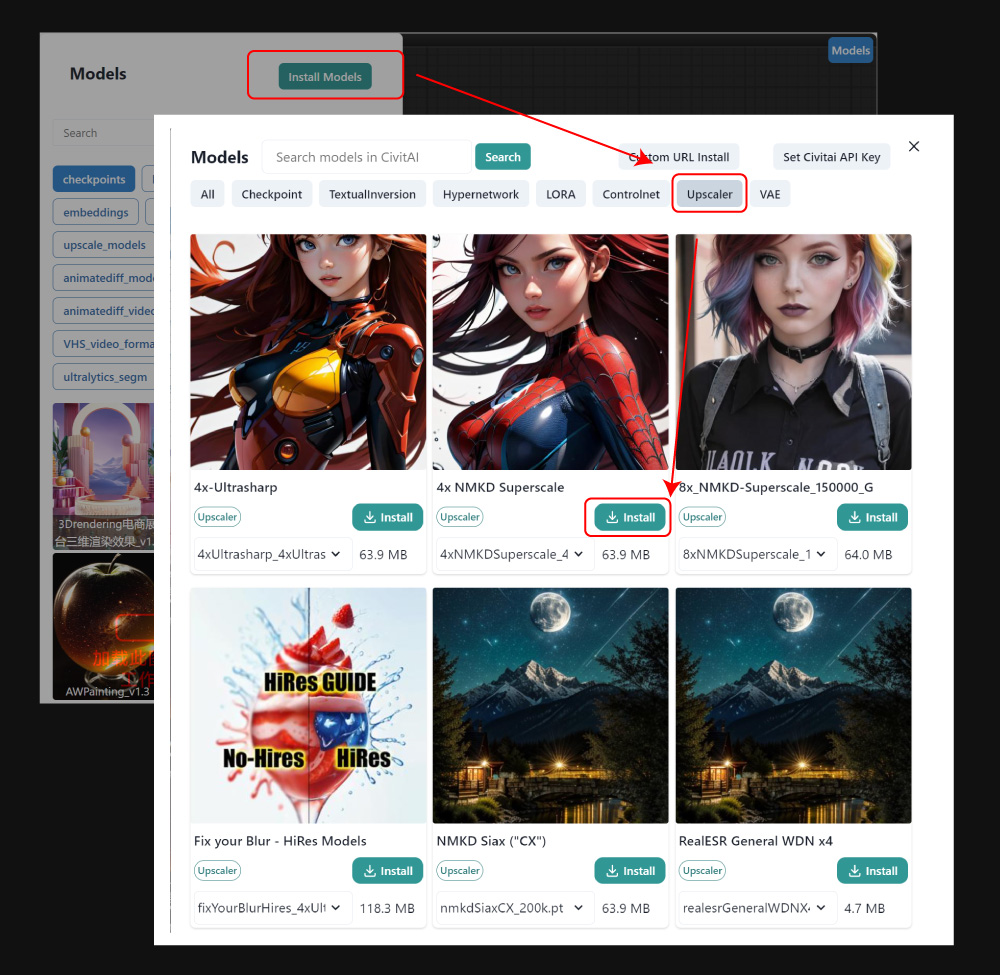 Models
Install Models
Models
Search
checkpoints
embeddings
upscale_models
animatediff_mode
animatediff_video
VHS_video_forma
ultralytics_segm
3Drendering电商展
台三维渲染效果_v1.
AWPainting_v1.3
Models
Search models in CivitAI
Search
Custom URL Install
Set Civitai API Key
All
Checkpoint
TextualInversion
Hypernetwork
LORA
Controlnet
Upscaler
VAE
4x-Ultrasharp
4x NMKD Superscale
8x_NMKD-Superscale_150000_G
Upscaler
Install
Upscaler
Install
Upscaler
Install
4xUltrasharp_4xUltras
63.9 MB
4xNMKDSuperscale_4
63.9 MB
8xNMKDSuperscale_1
64.0 MB
HiRes GUIDE
No-Hires
HiRes
Fix your Blur - HiRes Models
NMKD Siax ("CX")
RealESR General WDN x4
Upscaler
Install
Upscaler
Install
Upscaler
Install
fixYourBlurHires_4xUlt
118.3 MB
nmkdSiaxCX_200k.pt
63.9 MB
realesrGeneralWDNX
4.7 MB